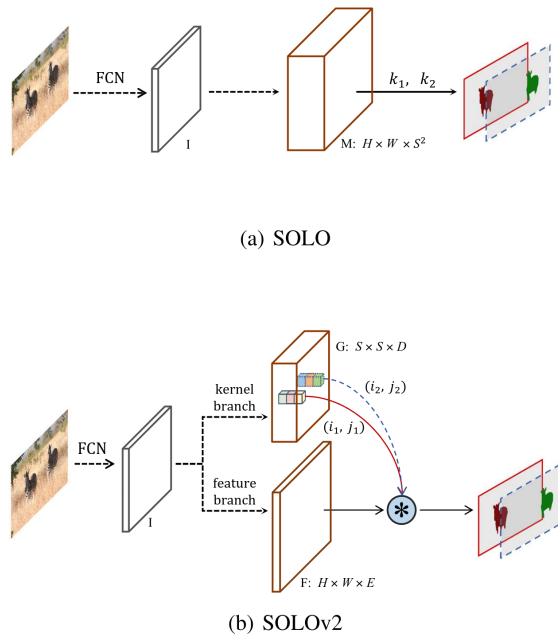 FCN
k₁, k₂
I
M: H × W × S²
(a) SOLO
G: S × S × D
kernel
branch
(i₂, j₂)
(i₁, j₁)
FCN
feature
branch
I
*
F: H × W × E
(b) SOLOv2